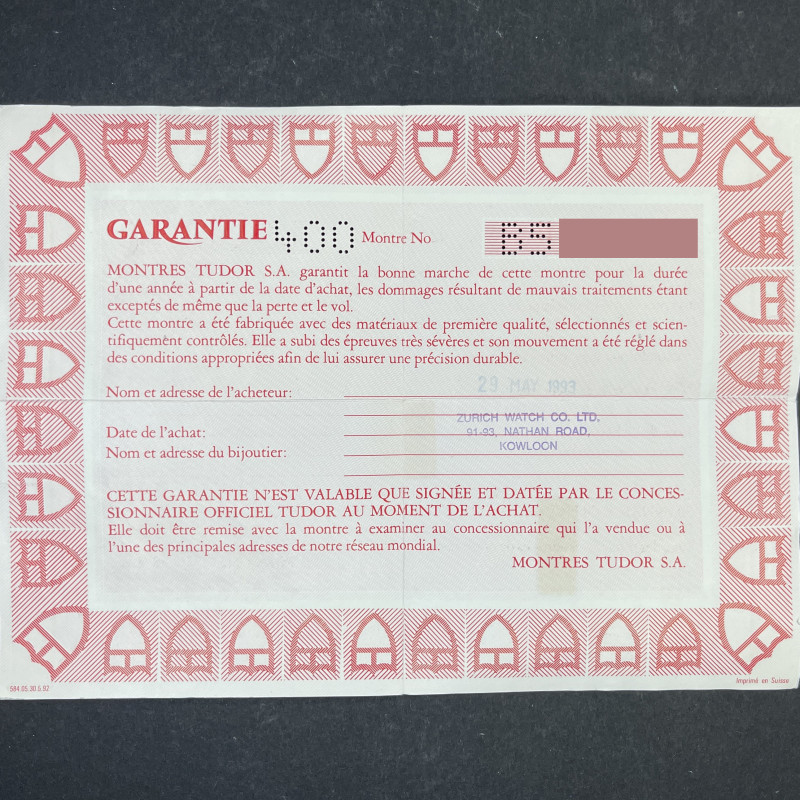 GARANTIE 400 Montre No B5
MONTRES TUDOR S.A. garantit la bonne marche de cette montre pour la durée
d'une année à partir de la date d'achat, les dommages résultant de mauvais traitements étant
exceptés de même que la perte et le vol.
Cette montre a été fabriquée avec des matériaux de première qualité, sélectionnés et scien-
tifiquement contrôlés. Elle a subi des épreuves très sévères et son mouvement a été réglé dans
des conditions appropriées afin de lui assurer une précision durable.
Nom et adresse de l'acheteur:
29 MAY 1993
ZURICH WATCH CO. LTD.
Date de l'achat:
91-93, NATHAN ROAD,
Nom et adresse du bijoutier:
KOWLOON
CETTE GARANTIE N'EST VALABLE QUE SIGNÉE ET DATÉE PAR LE CONCES-
SIONNAIRE OFFICIEL TUDOR AU MOMENT DE L'ACHAT.
Elle doit être remise avec la montre à examiner au concessionnaire qui l'a vendue ou à
l'une des principales adresses de notre réseau mondial.
MONTRES TUDOR S.A.
584.05.30.5.92
Imprimé en Suisse